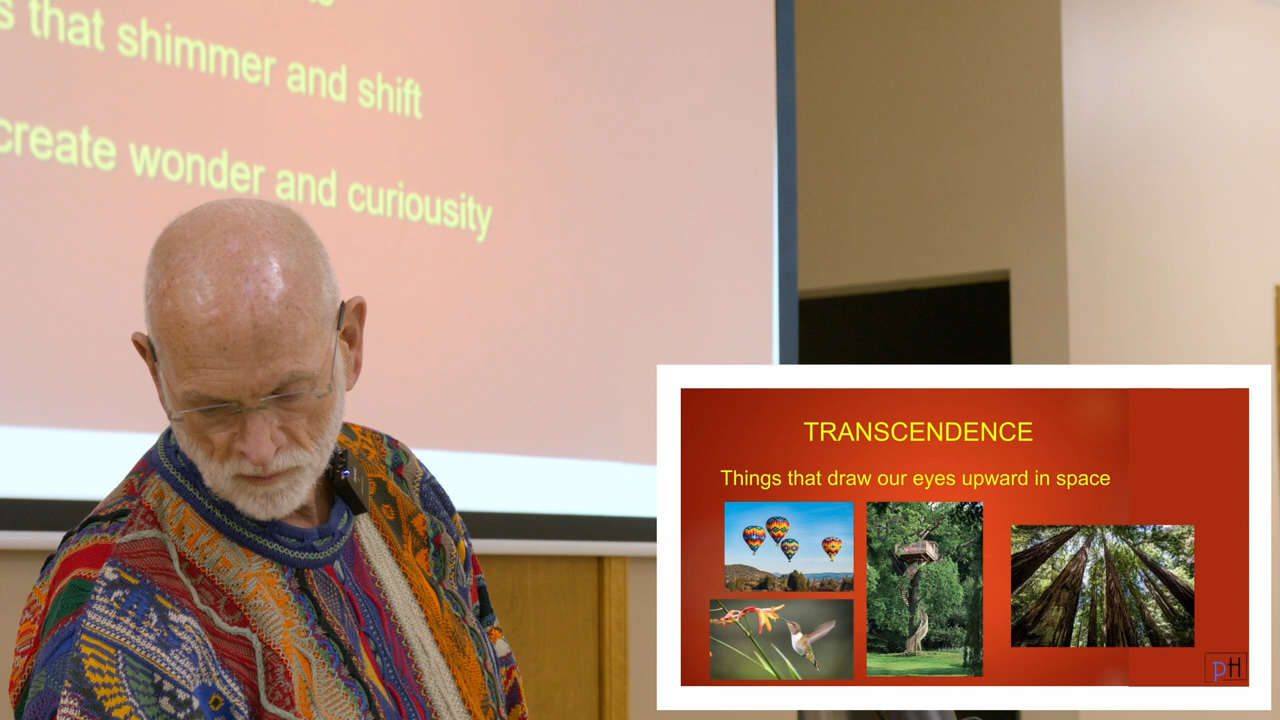 s that shimmer and shift
create wonder and curiousity
TRANSCENDENCE
Things that draw our eyes upward in space
pH